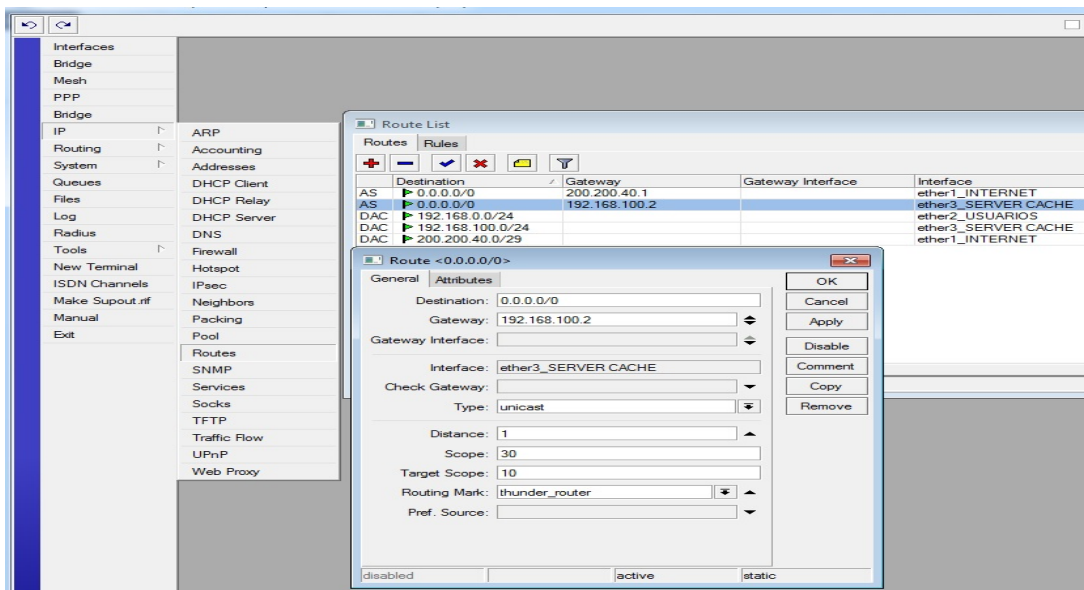 Interfaces
Bridge
Mesh
PPP
Bridge
IP
Routing
System
Queues
Files
Log
Radius
Tools
New Terminal
ISDN Channels
Make Supout.rif
Manual
Exit
ARP
Accounting
Addresses
DHCP Client
DHCP Relay
DHCP Server
DNS
Firewall
Hotspot
IPsec
Neighbors
Packing
Pool
Routes
SNMP
Services
Socks
TFTP
Traffic Flow
UPnP
Web Proxy
Route List
Routes Rules
Destination Gateway Gateway Interface Interface
AS 0.0.0.0/0 200.200.40.1 ether1_INTERNET
AS 0.0.0.0/0 192.168.100.2 ether3_SERVER CACHE
DAC 192.168.0.0/24 ether2_USUARIOS
DAC 192.168.100.0/24 ether3_SERVER CACHE
DAC 200.200.40.0/29 ether1_INTERNET
Route <0.0.0.0/0>
General Attributes
Destination: 0.0.0.0/0
Gateway: 192.168.100.2
Gateway Interface:
Interface: ether3_SERVER CACHE
Check Gateway:
Type: unicast
Distance: 1
Scope: 30
Target Scope: 10
Routing Mark: thunder_router
Pref. Source:
OK
Cancel
Apply
Disable
Comment
Copy
Remove
disabled active static